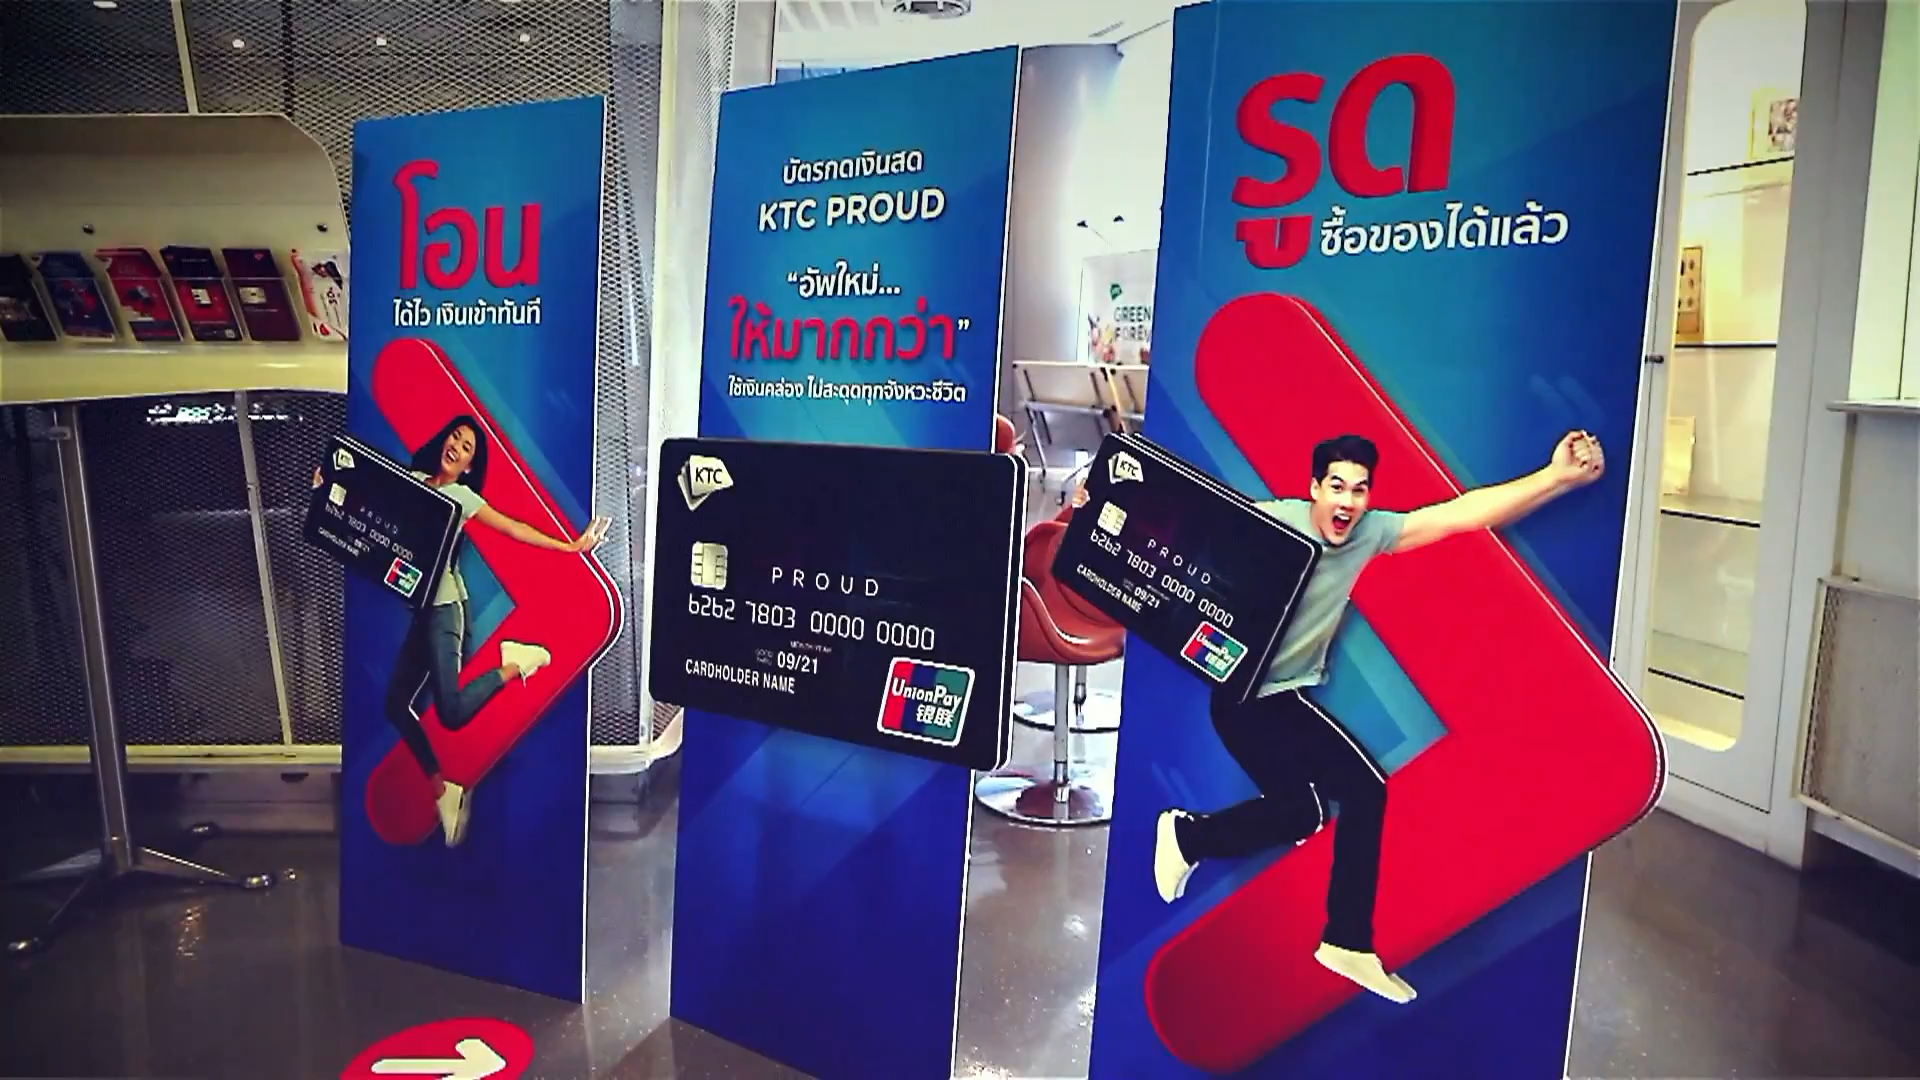 โอน
ได้ไว เงินเข้าทันที
KTC
PROUD
6262 7803 0000 0000
09/21
CARDHOLDER NAME
UnionPay
银联
บัตรกดเงินสด
KTC PROUD
“อัพใหม่...
ให้มากกว่า”
ใช้เงินคล่อง ไม่สะดุดทุกจังหวะชีวิต
KTC
PROUD
6262 7803 0000 0000
MONTH/YEAR
09/21
CARDHOLDER NAME
UnionPay
银联
รูด
ซื้อของได้แล้ว
KTC
PROUD
6262 7803 0000 0000
09/21
CARDHOLDER NAME
UnionPay
银联
GREEN